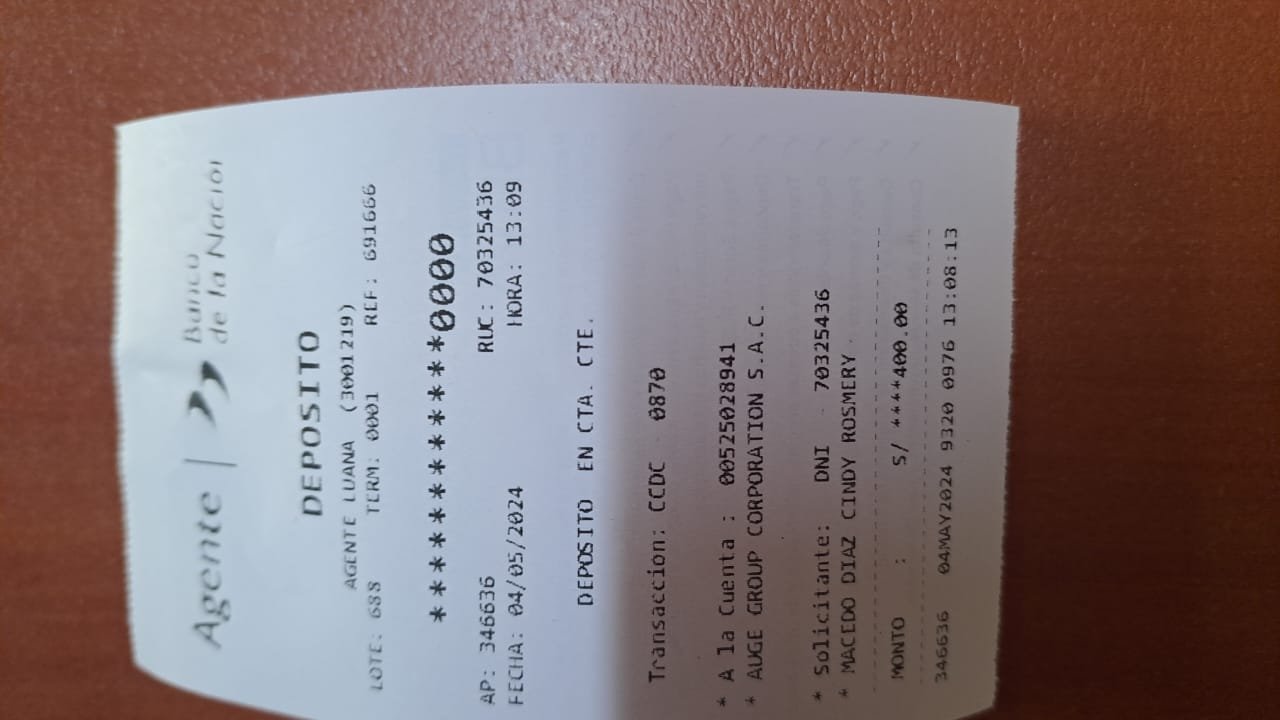 Agente | Banco
de la Nación
DEPOSITO
AGENTE LUANA (3001219)
LOTE: 688 TERM: 0001 REF: 691666
************0000
AP: 346636 RUC: 70325436
FECHA: 04/05/2024 HORA: 13:09
DEPOSITO EN CTA. CTE.
Transaccion: CCDC 0870
* A la Cuenta : 00525028941
* AUGE GROUP CORPORATION S.A.C.
* Solicitante: DNI 70325436
* MACEDO DIAZ CINDY ROSMERY
MONTO : S/ ****400.00
346636 04MAY2024 9320 0976 13:08:13